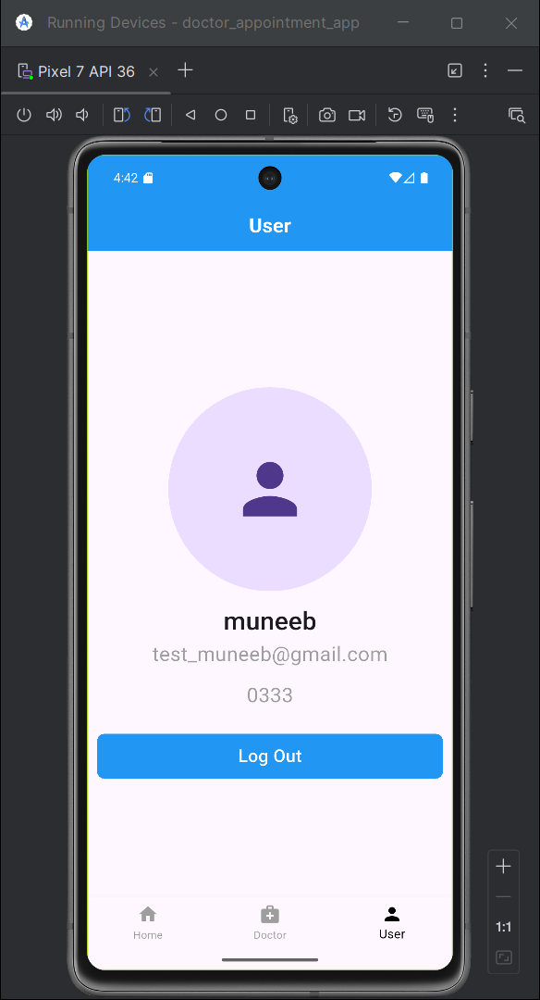 Running Devices - doctor_appointment_app
Pixel 7 API 36
4:42
User
muneeb
test_muneeb@gmail.com
0333
Log Out
Home
Doctor
User
1:1